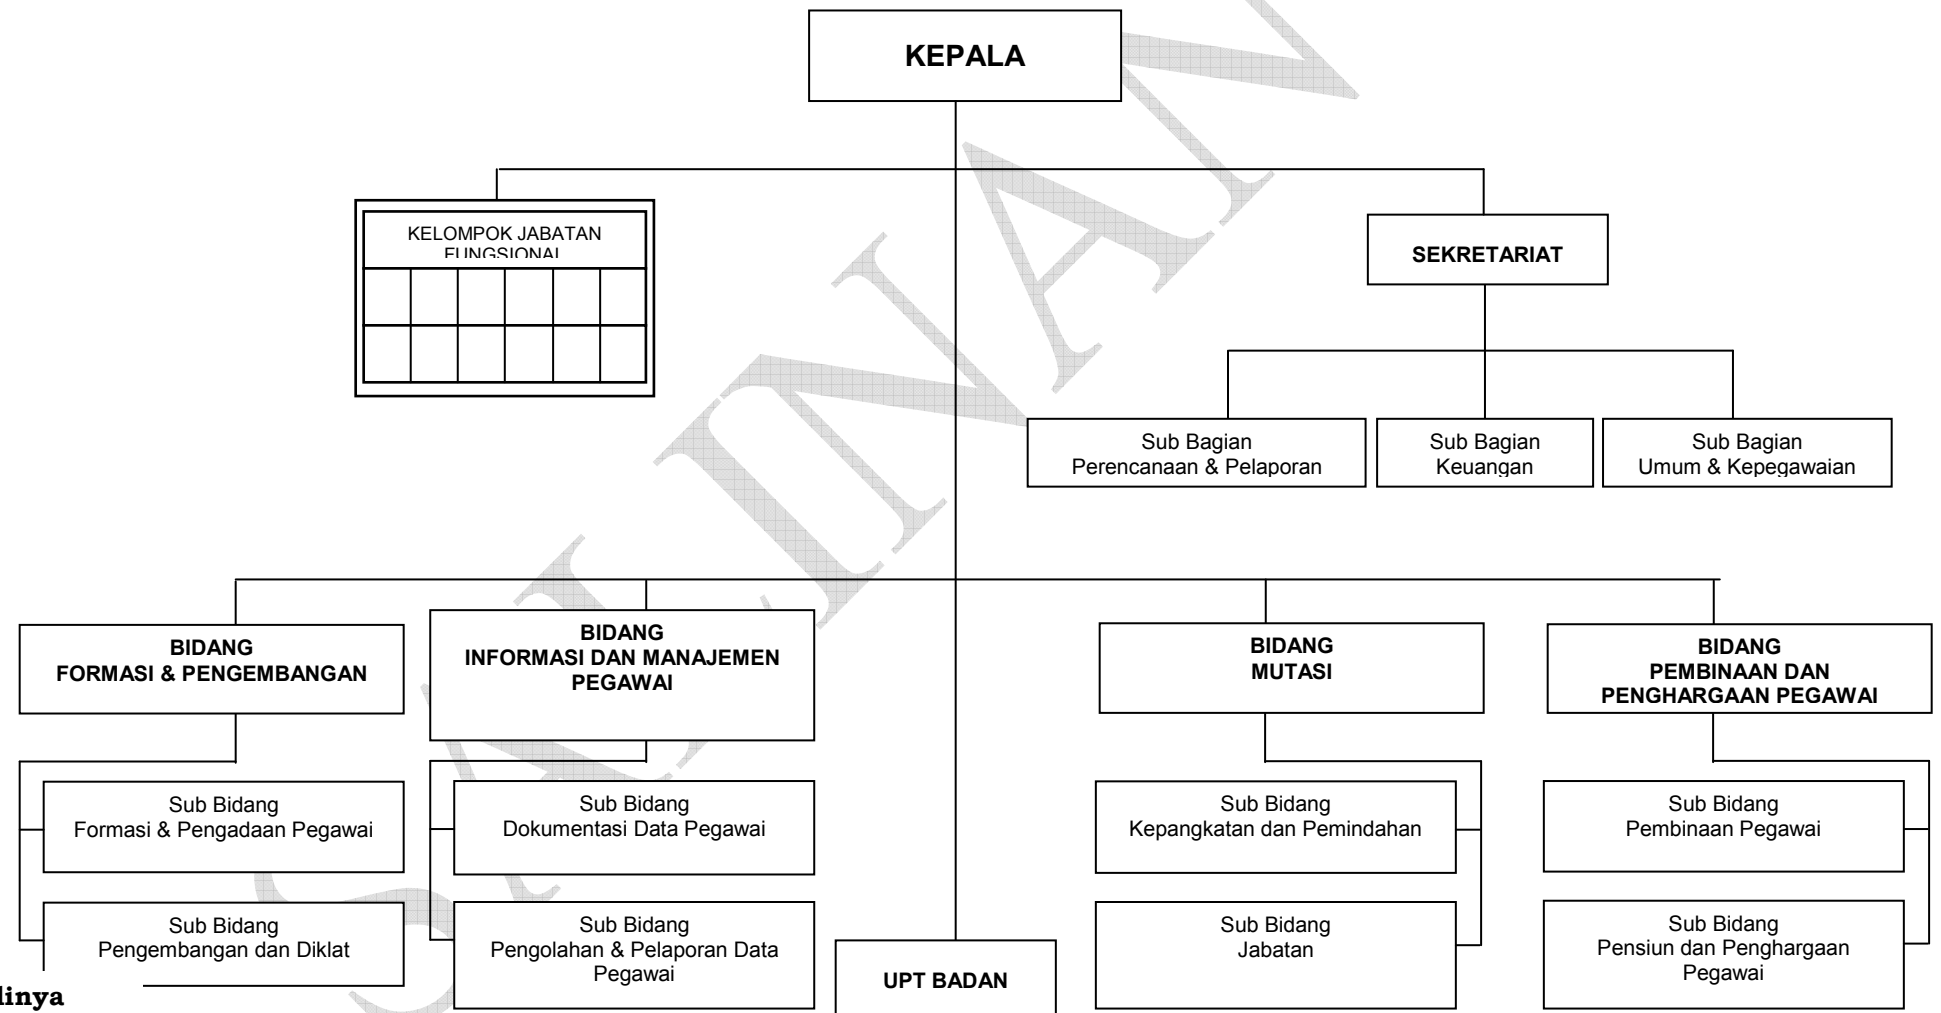 KEPALA
KELOMPOK JABATAN
FUNGSIONAL
SEKRETARIAT
Sub Bagian
Perencanaan & Pelaporan
Sub Bagian
Keuangan
Sub Bagian
Umum & Kepegawaian
BIDANG
FORMASI & PENGEMBANGAN
BIDANG
INFORMASI DAN MANAJEMEN
PEGAWAI
BIDANG
MUTASI
BIDANG
PEMBINAAN DAN
PENGHARGAAN PEGAWAI
Sub Bidang
Formasi & Pengadaan Pegawai
Sub Bidang
Dokumentasi Data Pegawai
Sub Bidang
Kepangkatan dan Pemindahan
Sub Bidang
Pembinaan Pegawai
Sub Bidang
Pengembangan dan Diklat
Sub Bidang
Pengolahan & Pelaporan Data
Pegawai
Sub Bidang
Jabatan
Sub Bidang
Pensiun dan Penghargaan
Pegawai
UPT BADAN
linya
SALINAN